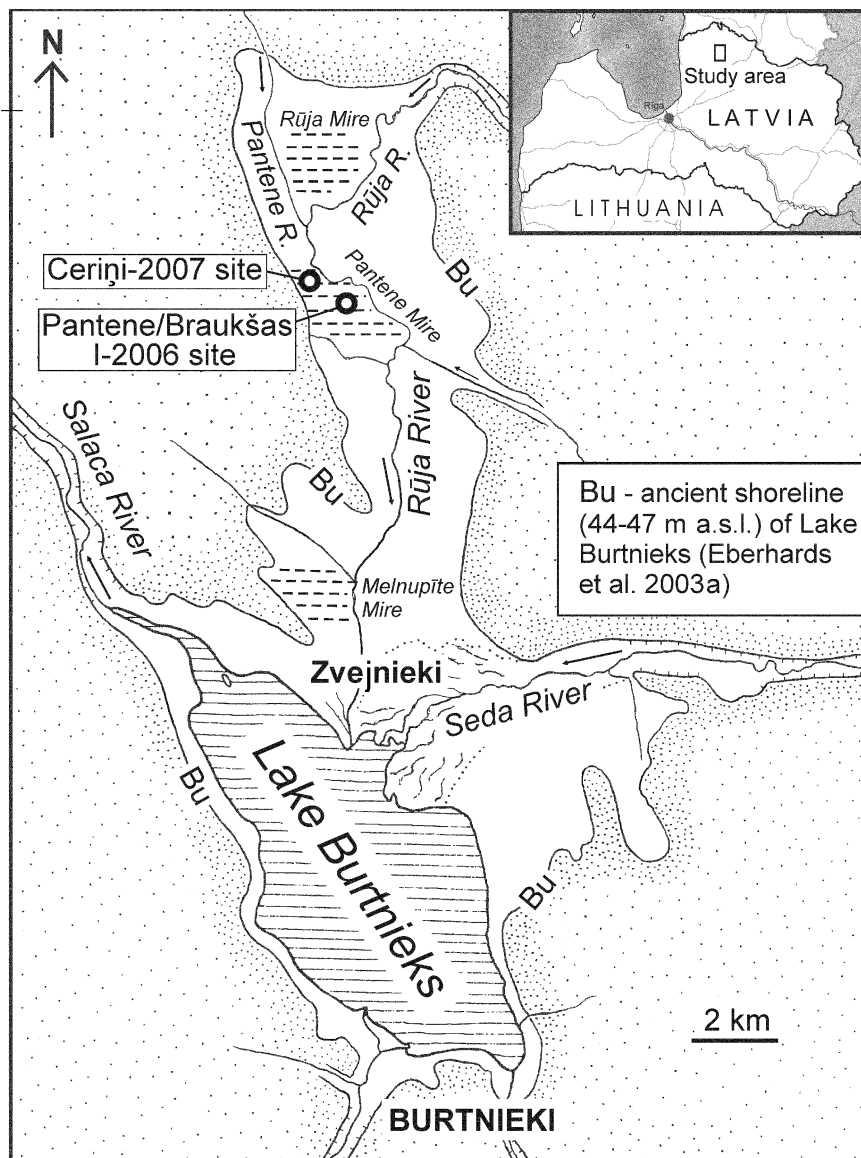 N
Study area
Rīga
LATVIA
LITHUANIA
Rūja Mire
Pantene R.
Rūja R.
Ceriņi-2007 site
Pantene Mire
Bu
Pantene/Braukšas
I-2006 site
Salaca River
Rūja River
Bu
Bu - ancient shoreline
(44-47 m a.s.l.) of Lake
Burtnieks (Eberhards
et al. 2003a)
Melnupīte
Mire
Zvejnieki
Seda River
Lake Burtnieks
Bu
Bu
2 km
BURTNIEKI